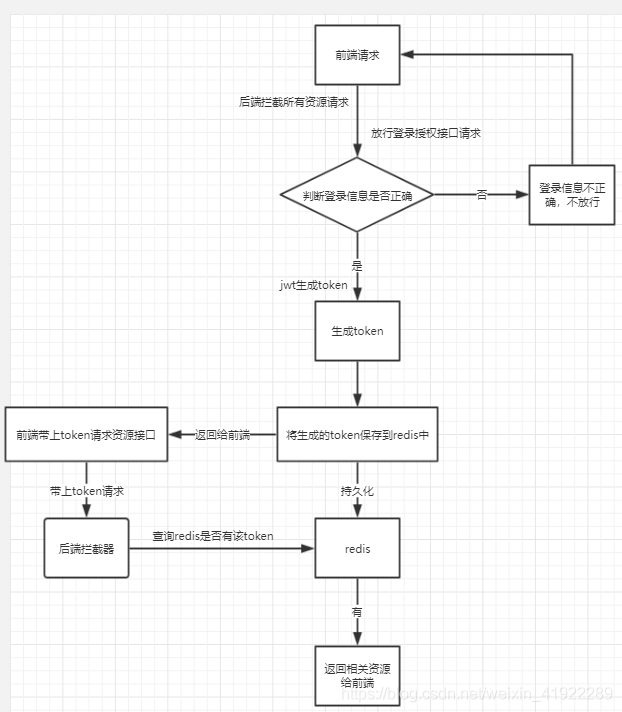 前端请求
后端拦截所有资源请求
放行登录授权接口请求
判断登录信息是否正确
否
登录信息不正
确，不放行
是
jwt生成token
生成token
前端带上token请求资源接口
返回给前端
将生成的token保存到redis中
带上token请求
持久化
后端拦截器
查询redis是否有该token
redis
有
返回相关资源
给前端
https://blog.csdn.net/weixin_41922289